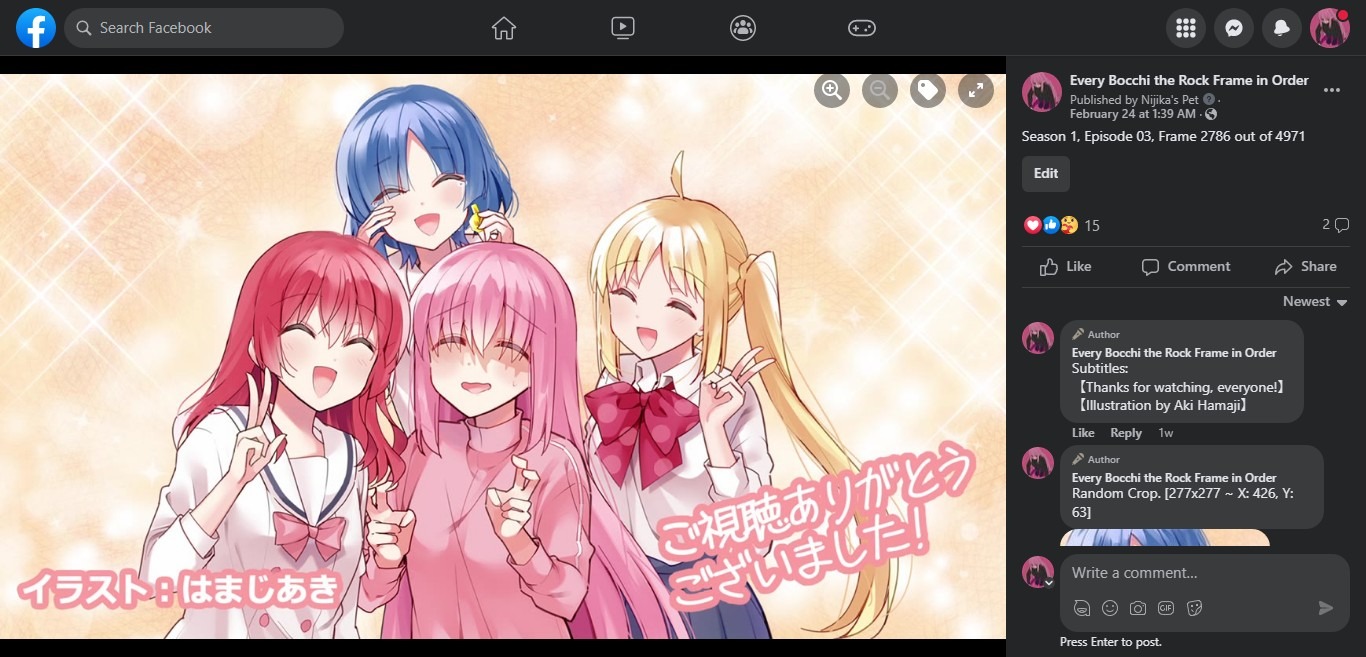 Search Facebook
Every Bocchi the Rock Frame in Order
Published by Nijika's Pet ·
February 24 at 1:39 AM ·
Season 1, Episode 03, Frame 2786 out of 4971
Edit
15
2
Like
Comment
Share
Newest
Author
Every Bocchi the Rock Frame in Order
Subtitles:
【Thanks for watching, everyone!】
【Illustration by Aki Hamaji】
Like Reply 1w
Author
Every Bocchi the Rock Frame in Order
Random Crop. [277x277 ~ X: 426, Y:
63]
Write a comment...
GIF
Press Enter to post.
ご視聴ありがとう
ございました!
イラスト：はまじあき